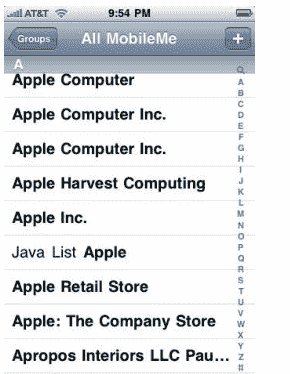 AT&T 9:54 PM
Groups All MobileMe +
A
Apple Computer
Apple Computer Inc.
Apple Computer Inc.
Apple Harvest Computing
Apple Inc.
Java List Apple
Apple Retail Store
Apple: The Company Store
Apropos Interiors LLC Pau...
A
B
C
D
E
F
G
H
I
J
K
L
M
N
O
P
Q
R
S
T
U
V
W
X
Y
Z
#